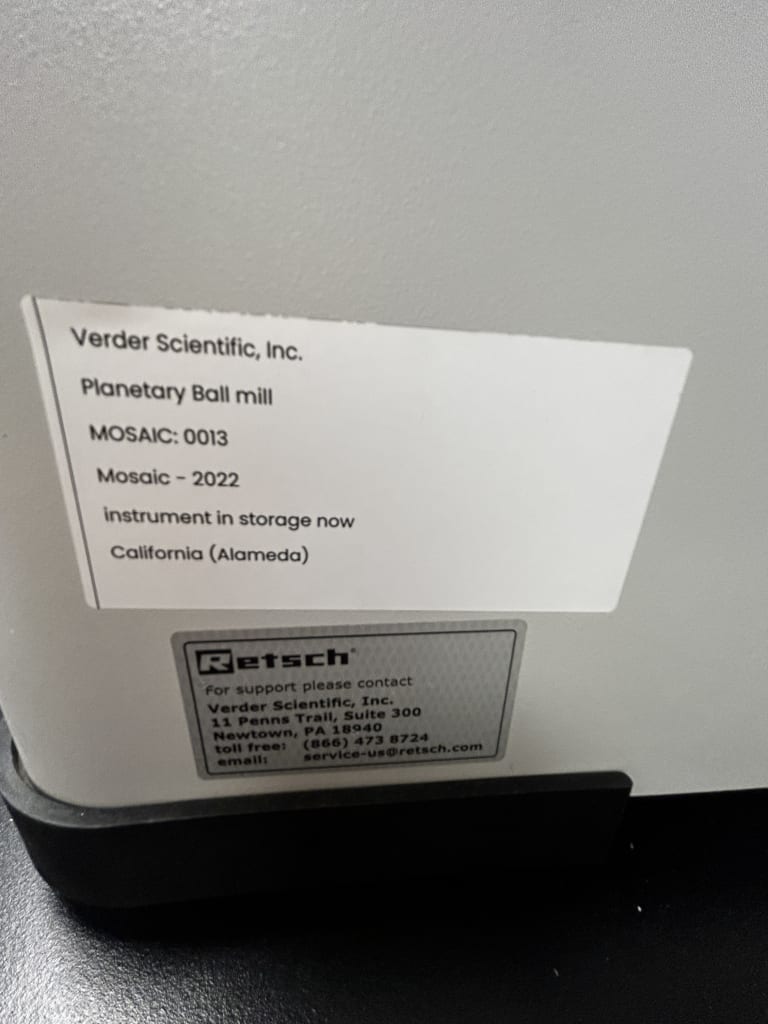 Verder Scientific, Inc.
Planetary Ball mill
MOSAIC: 0013
Mosaic - 2022
instrument in storage now
California (Alameda)
Retsch®
For support please contact
Verder Scientific, Inc.
11 Penns Trail, Suite 300
Newtown, PA 18940
toll free: (866) 473 8724
email: service-us@retsch.com